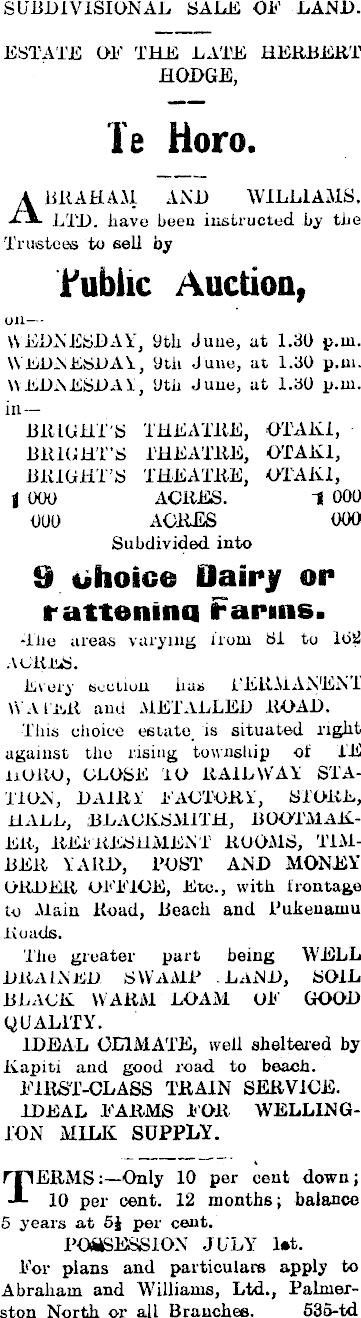 SUBDIVISIONAL SALE OF LAND.
ESTATE OF THE LATE HERBERT
HODGE,
Te Horo.
ABRAHAM AND WILLIAMS.
LTD. have been instructed by the
Trustees to sell by
Public Auction,
on—
WEDNESDAY, 9th June, at 1.30 p.m.
WEDNESDAY, 9th June, at 1.30 p.m.
WEDNESDAY, 9th June, at 1.30 p.m.
in—
BRIGHT'S THEATRE, OTAKI,
BRIGHT'S THEATRE, OTAKI,
BRIGHT'S THEATRE, OTAKI,
1 000 ACRES. 1 000
000 ACRES 000
Subdivided into
9 Choice Dairy or
Fattening Farms.
The areas varying from 81 to 162
ACRES.
Every section has PERMANENT
WATER and METALLED ROAD.
This choice estate is situated right
against the rising township of TE
HORO, CLOSE TO RAILWAY STA-
TION, DAIRY FACTORY, STORE,
HALL, BLACKSMITH, BOOTMAK-
ER, REFRESHMENT ROOMS, TIM-
BER YARD, POST AND MONEY
ORDER OFFICE, Etc., with frontage
to Main Road, Beach and Pukenamu
Roads.
The greater part being WELL
DRAINED SWAMP LAND, SOIL
BLACK WARM LOAM OF GOOD
QUALITY.
IDEAL CLIMATE, well sheltered by
Kapiti and good road to beach.
FIRST-CLASS TRAIN SERVICE.
IDEAL FARMS FOR WELLING-
TON MILK SUPPLY.
TERMS:—Only 10 per cent down;
10 per cent. 12 months; balance
5 years at 5½ per cent.
POSSESSION JULY 1st.
For plans and particulars apply to
Abraham and Williams, Ltd., Palmer-
ston North or all Branches. 535-td